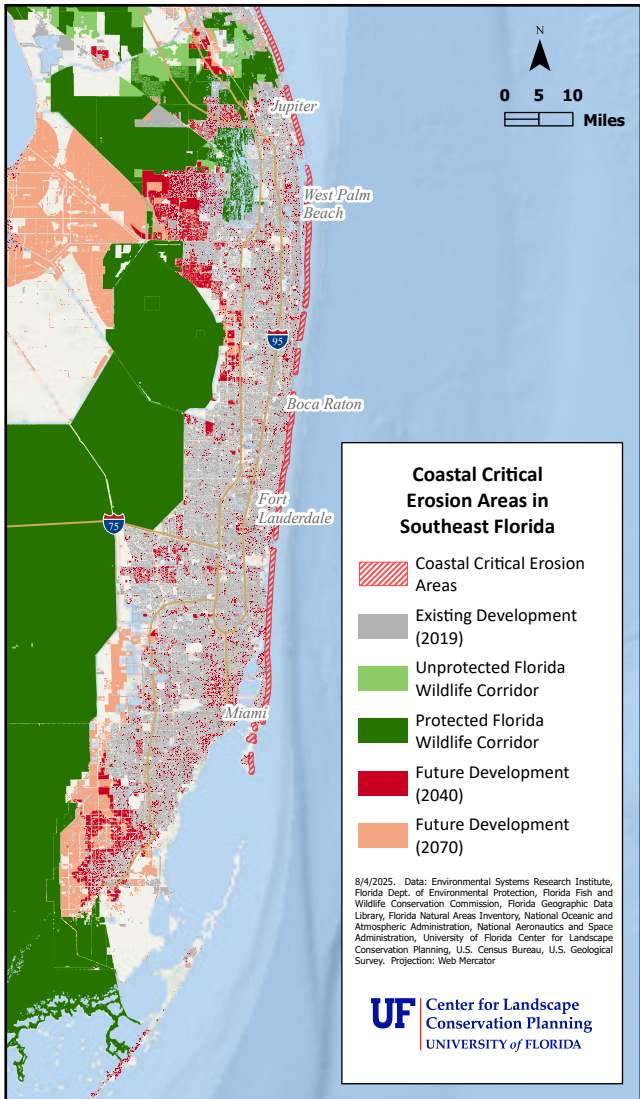 N
0 5 10
Miles
Jupiter
West Palm
Beach
95
Boca Raton
Fort
Lauderdale
75
Miami
Coastal Critical
Erosion Areas in
Southeast Florida
Coastal Critical Erosion
Areas
Existing Development
(2019)
Unprotected Florida
Wildlife Corridor
Protected Florida
Wildlife Corridor
Future Development
(2040)
Future Development
(2070)
8/4/2025. Data: Environmental Systems Research Institute,
Florida Dept. of Environmental Protection, Florida Fish and
Wildlife Conservation Commission, Florida Geographic Data
Library, Florida Natural Areas Inventory, National Oceanic and
Atmospheric Administration, National Aeronautics and Space
Administration, University of Florida Center for Landscape
Conservation Planning, U.S. Census Bureau, U.S. Geological
Survey. Projection: Web Mercator
UF
Center for Landscape
Conservation Planning
UNIVERSITY of FLORIDA